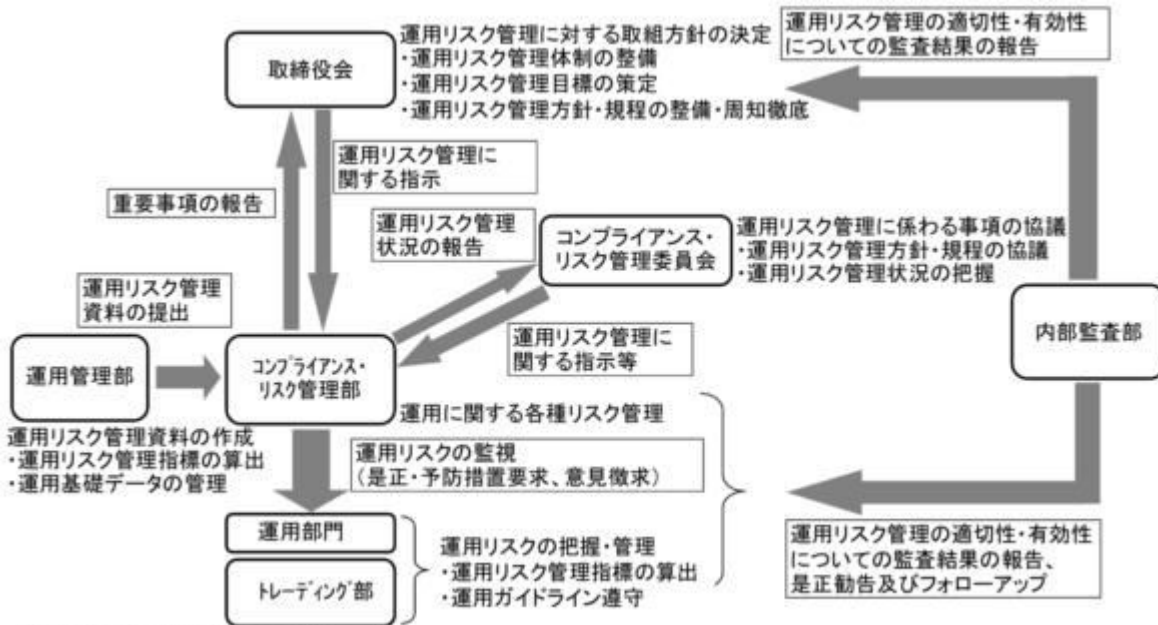 取締役会
運用リスク管理に対する取組方針の決定
・運用リスク管理体制の整備
・運用リスク管理目標の策定
・運用リスク管理方針・規程の整備・周知徹底
運用リスク管理の適切性・有効性
についての監査結果の報告
重要事項の報告
運用リスク管理に
関する指示
運用リスク管理
状況の報告
コンプライアンス・
リスク管理委員会
運用リスク管理に係わる事項の協議
・運用リスク管理方針・規程の協議
・運用リスク管理状況の把握
運用リスク管理
資料の提出
運用リスク管理に
関する指示等
内部監査部
運用管理部
コンプライアンス・
リスク管理部
運用に関する各種リスク管理
運用リスク管理資料の作成
・運用リスク管理指標の算出
・運用基礎データの管理
運用リスクの監視
(是正・予防措置要求、意見徴求)
運用部門
トレーディング部
運用リスクの把握・管理
・運用リスク管理指標の算出
・運用ガイドライン遵守
運用リスク管理の適切性・有効性
についての監査結果の報告、
是正勧告及びフォローアップ